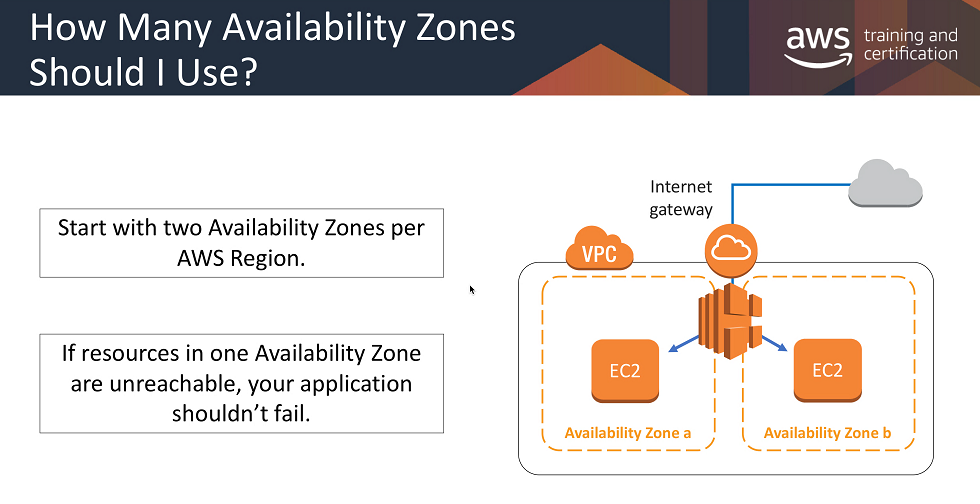 How Many Availability Zones
Should I Use?
aws
training and
certification
Start with two Availability Zones per
AWS Region.
If resources in one Availability Zone
are unreachable, your application
shouldn’t fail.
Internet
gateway
VPC
EC2
EC2
Availability Zone a
Availability Zone b